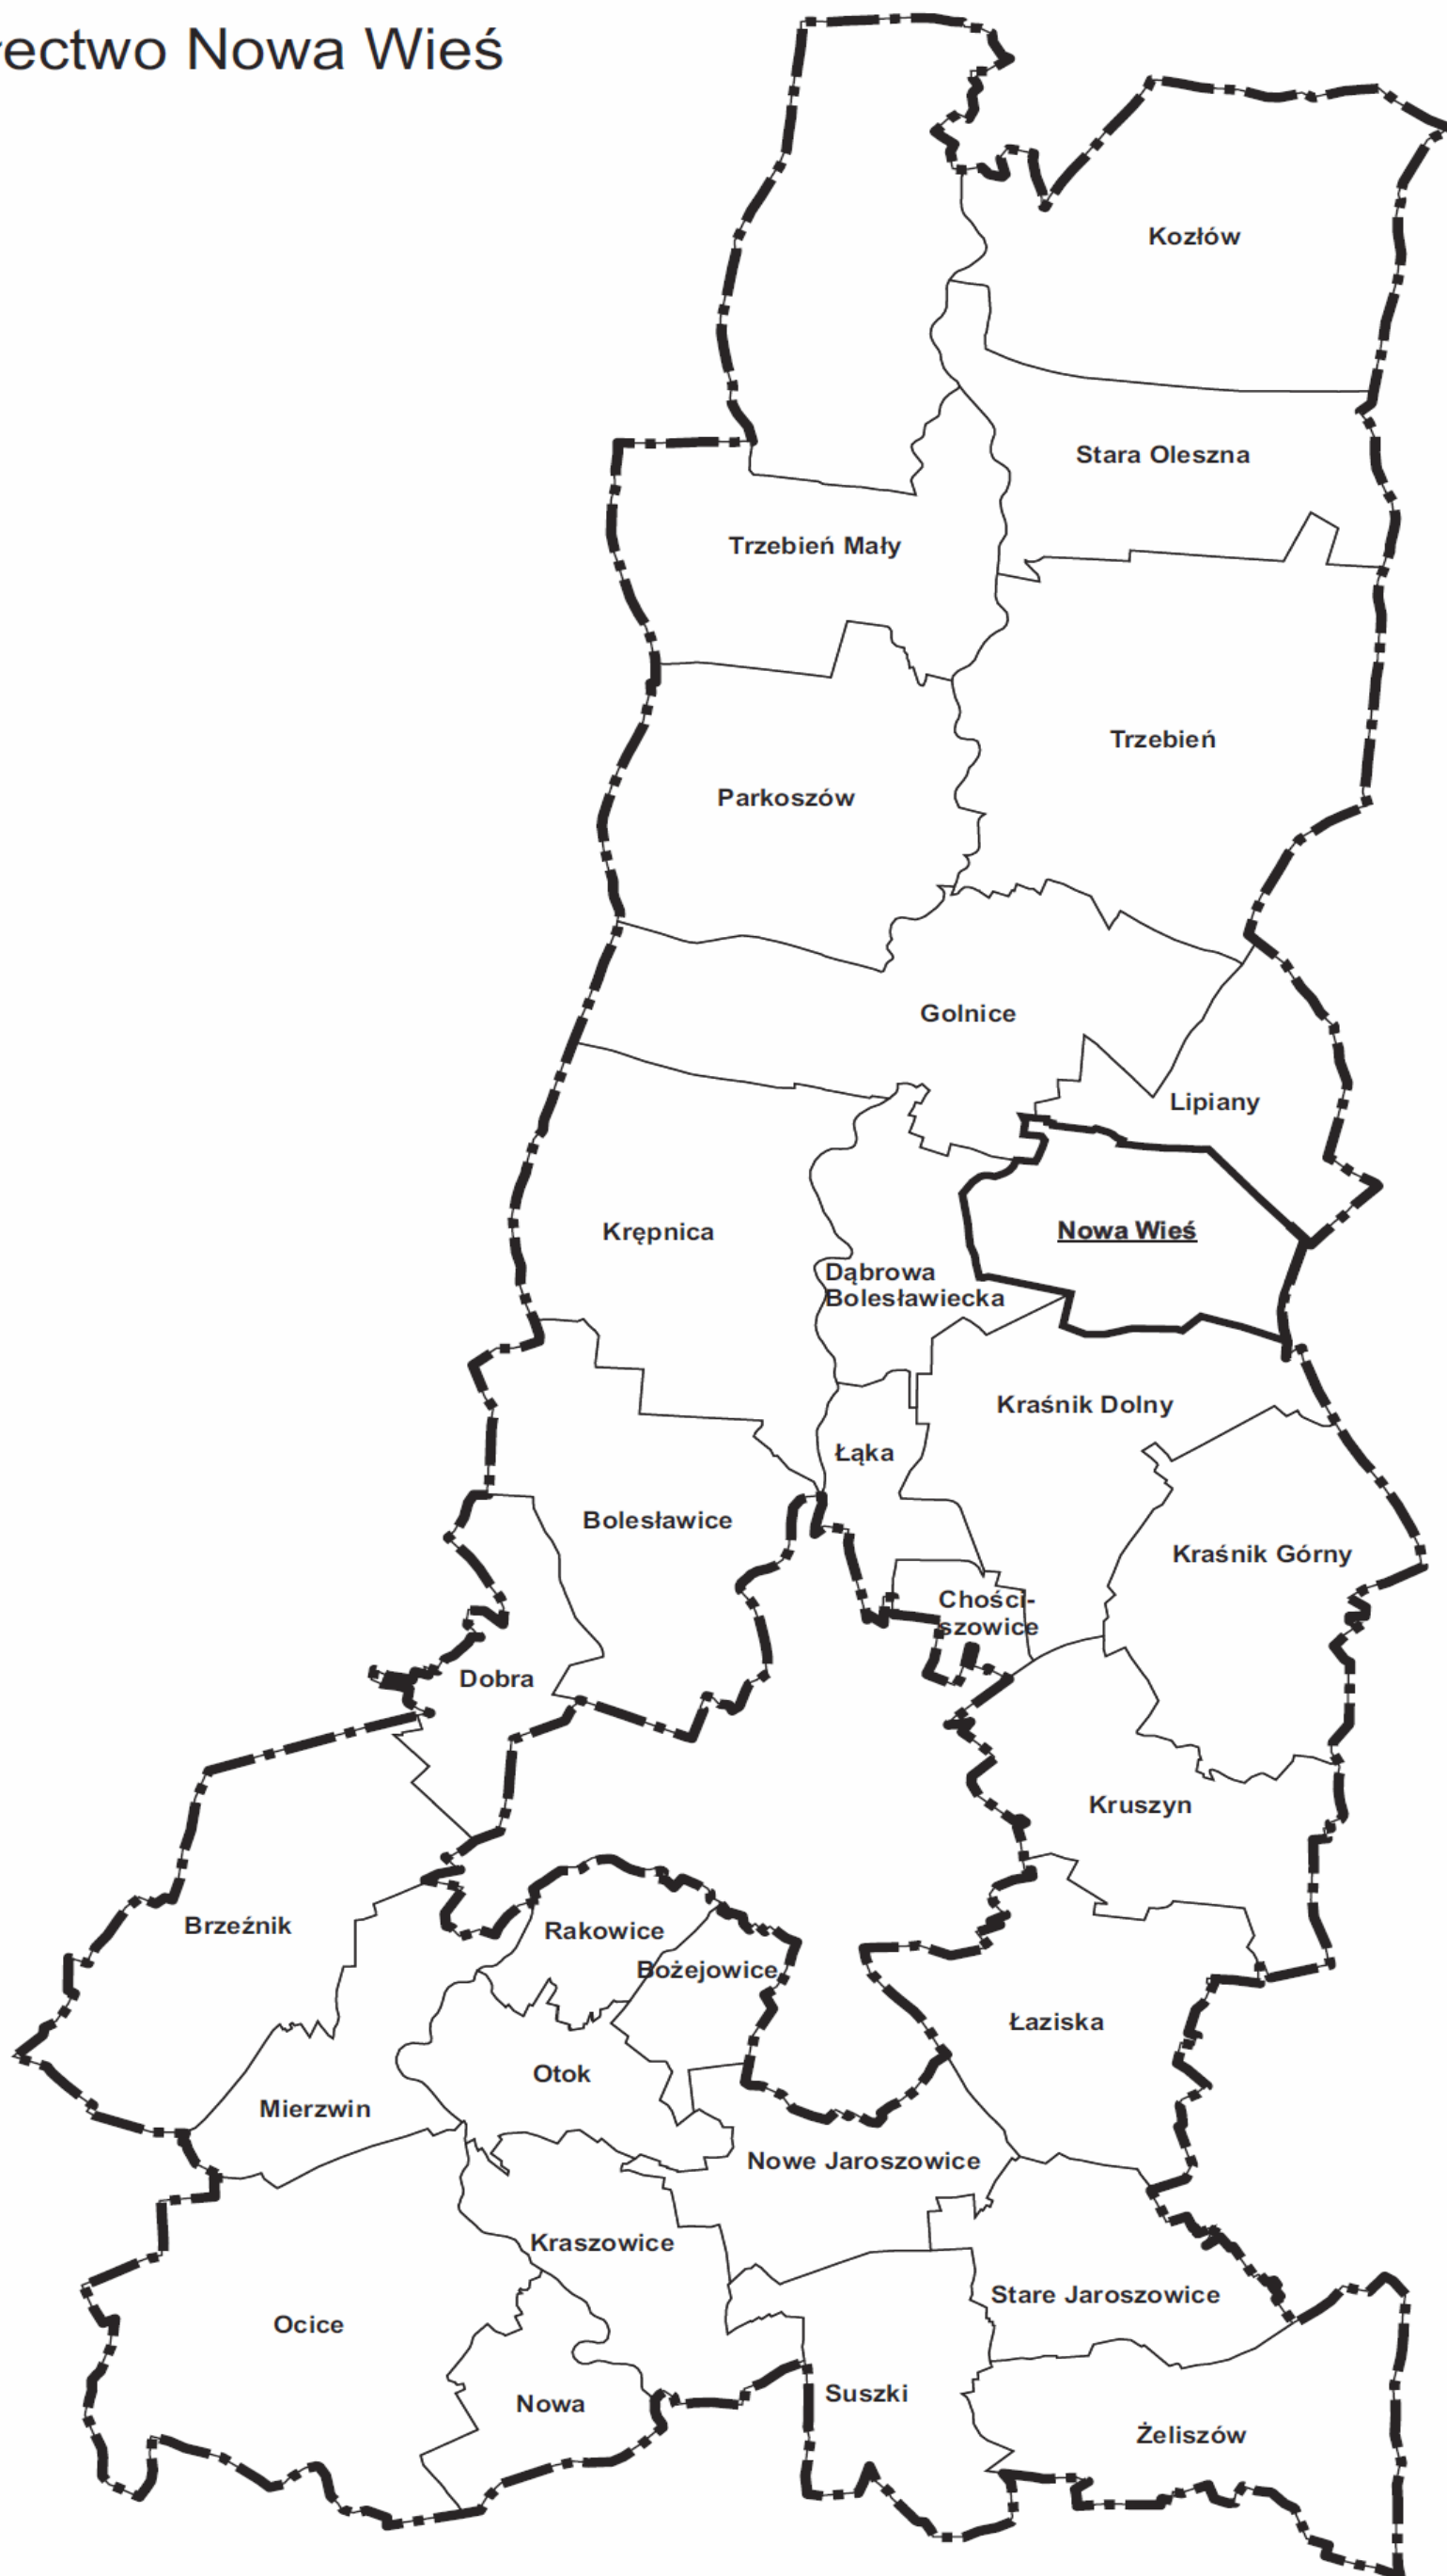 ectwo Nowa Wieś
Kozłów
Stara Oleszna
Trzebień Mały
Trzebień
Parkoszów
Golnice
Lipiany
Nowa Wieś
Krępnica
Dąbrowa
Bolesławiecka
Kraśnik Dolny
Łąka
Bolesławice
Kraśnik Górny
Chości-
szowice
Dobra
Kruszyn
Brzeźnik
Rakowice
Bożejowice
Łaziska
Otok
Mierzwin
Nowe Jaroszowice
Kraszowice
Stare Jaroszowice
Ocice
Suszki
Nowa
Żeliszów